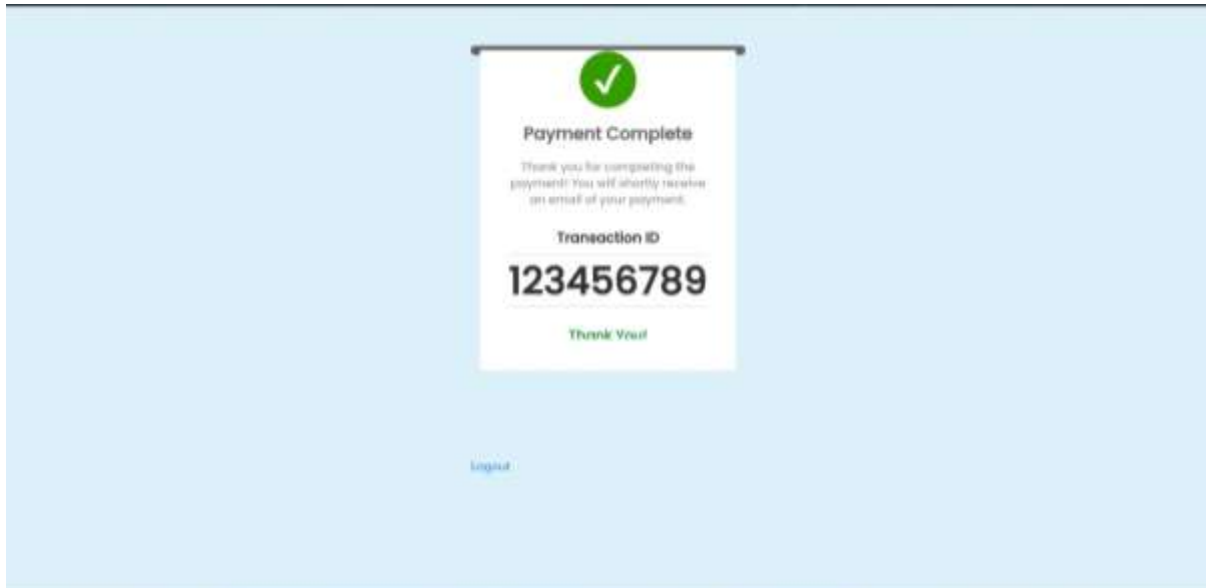 Payment Complete
Thank you for completing the
payment! You will shortly receive
an email of your payment.
Transaction ID
123456789
Thank You!
Logout